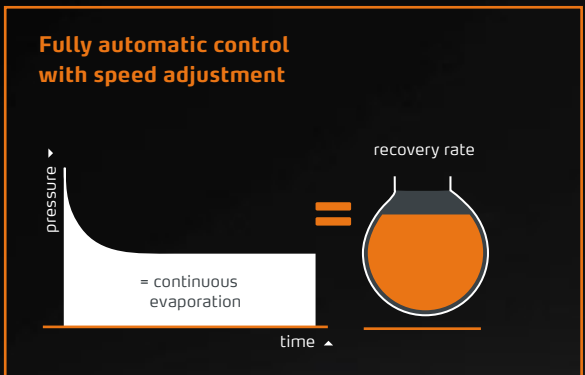 Fully automatic control
with speed adjustment
pressure
= continuous
evaporation
time
recovery rate
=